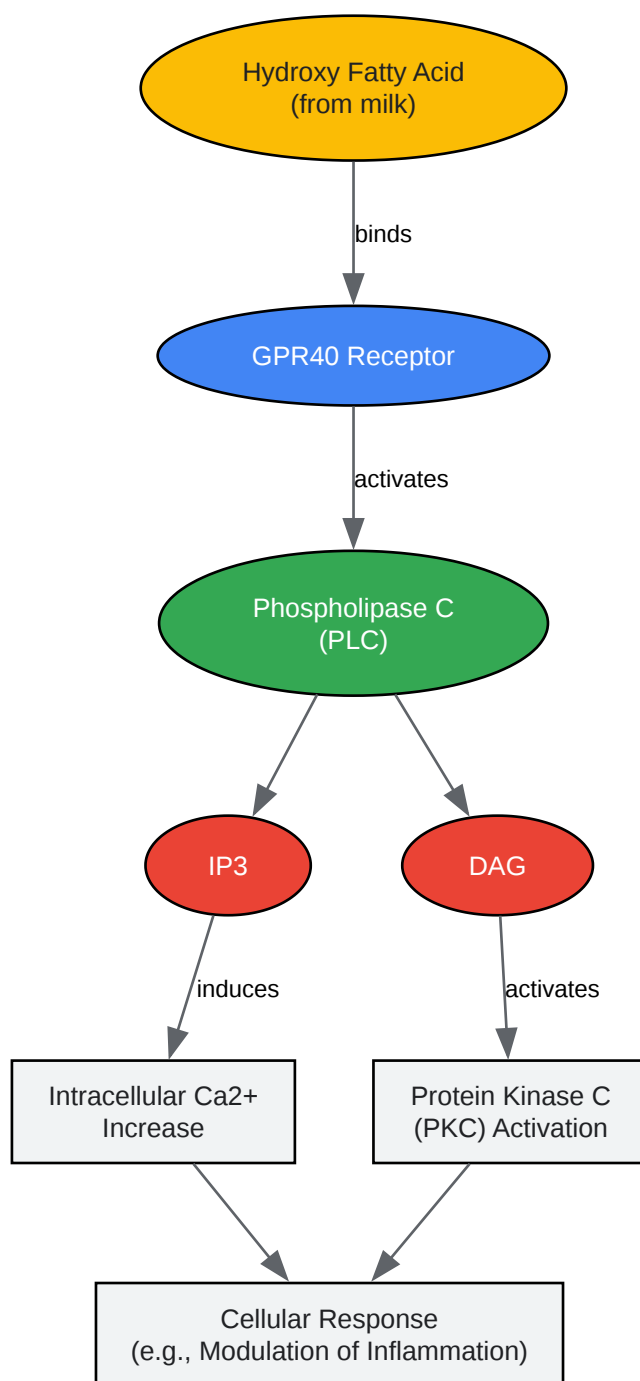 Hydroxy Fatty Acid
(from milk)
binds
GPR40 Receptor
activates
Phospholipase C
(PLC)
IP3
DAG
induces
activates
Intracellular Ca2+
Increase
Protein Kinase C
(PKC) Activation
Cellular Response
(e.g., Modulation of Inflammation)